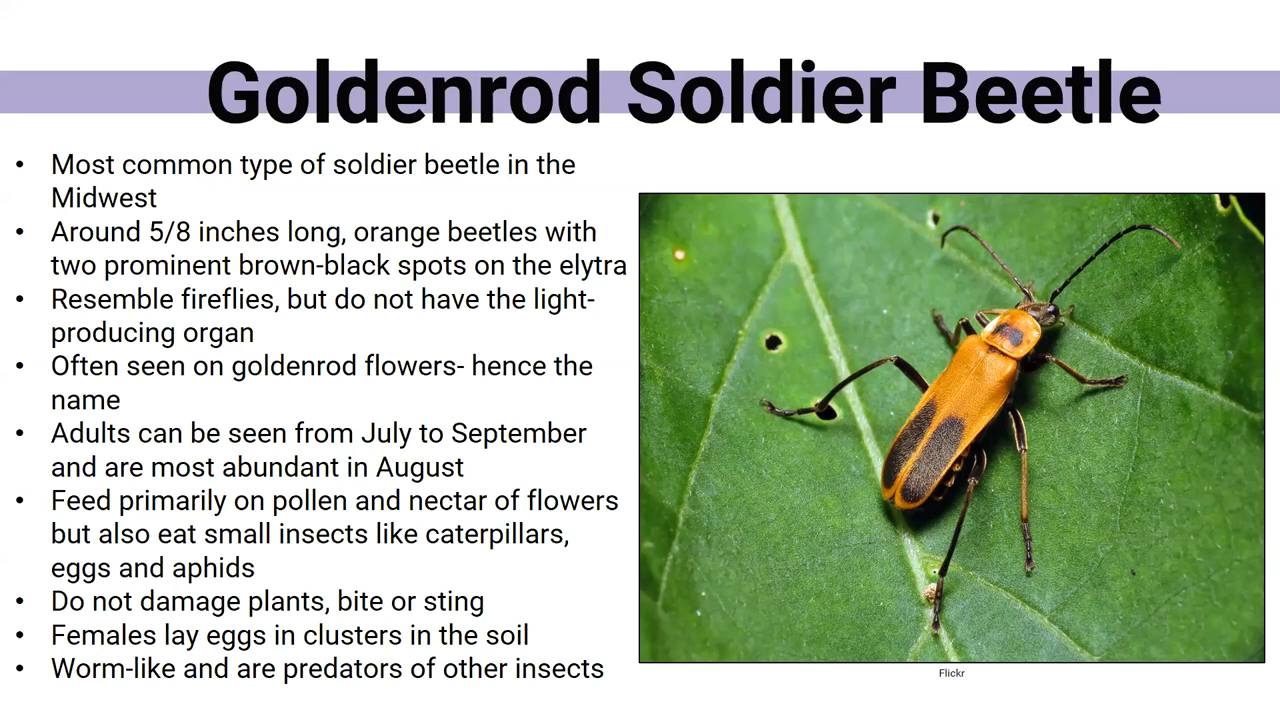 Goldenrod Soldier Beetle
• Most common type of soldier beetle in the
Midwest
• Around 5/8 inches long, orange beetles with
two prominent brown-black spots on the elytra
• Resemble fireflies, but do not have the light-
producing organ
• Often seen on goldenrod flowers- hence the
name
• Adults can be seen from July to September
and are most abundant in August
• Feed primarily on pollen and nectar of flowers
but also eat small insects like caterpillars,
eggs and aphids
• Do not damage plants, bite or sting
• Females lay eggs in clusters in the soil
• Worm-like and are predators of other insects
Flickr